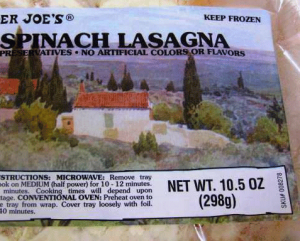 ER JOE'S®
KEEP FROZEN
SPINACH LASAGNA
PRESERVATIVES • NO ARTIFICIAL COLORS OR FLAVORS
STRUCTIONS: MICROWAVE: Remove tray
ook on MEDIUM (half power) for 10 - 12 minutes.
minutes. Cooking times will depend upon
tage. CONVENTIONAL OVEN: Preheat oven to
e tray from wrap. Cover tray loosely with foil.
40 minutes.
NET WT. 10.5 OZ
(298g)